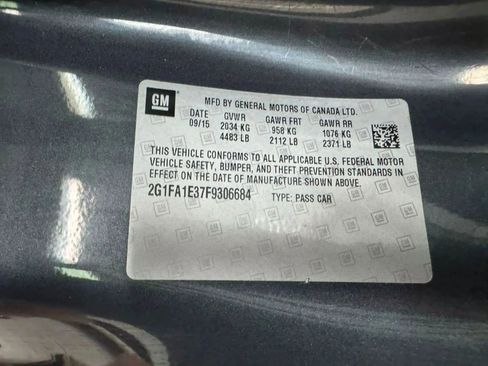 GM
MFD BY GENERAL MOTORS OF CANADA LTD.
DATE GVWR GAWR FRT GAWR RR
09/15 2034 KG 958 KG 1076 KG
4483 LB 2112 LB 2371 LB
THIS VEHICLE CONFORMS TO ALL APPLICABLE U.S. FEDERAL MOTOR
VEHICLE SAFETY, BUMPER, AND THEFT PREVENTION STANDARDS IN
EFFECT ON THE DATE OF MANUFACTURE SHOWN ABOVE.
2G1FA1E37F9306684 TYPE: PASS CAR